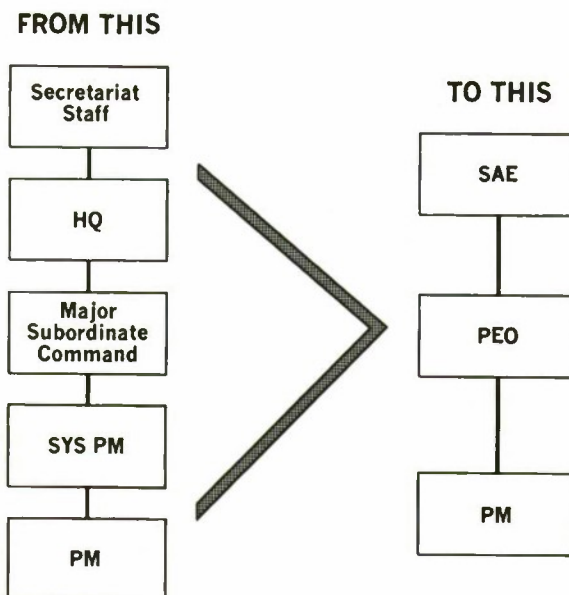 FROM THIS
Secretariat
Staff
HQ
Major
Subordinate
Command
SYS PM
PM
TO THIS
SAE
PEO
PM